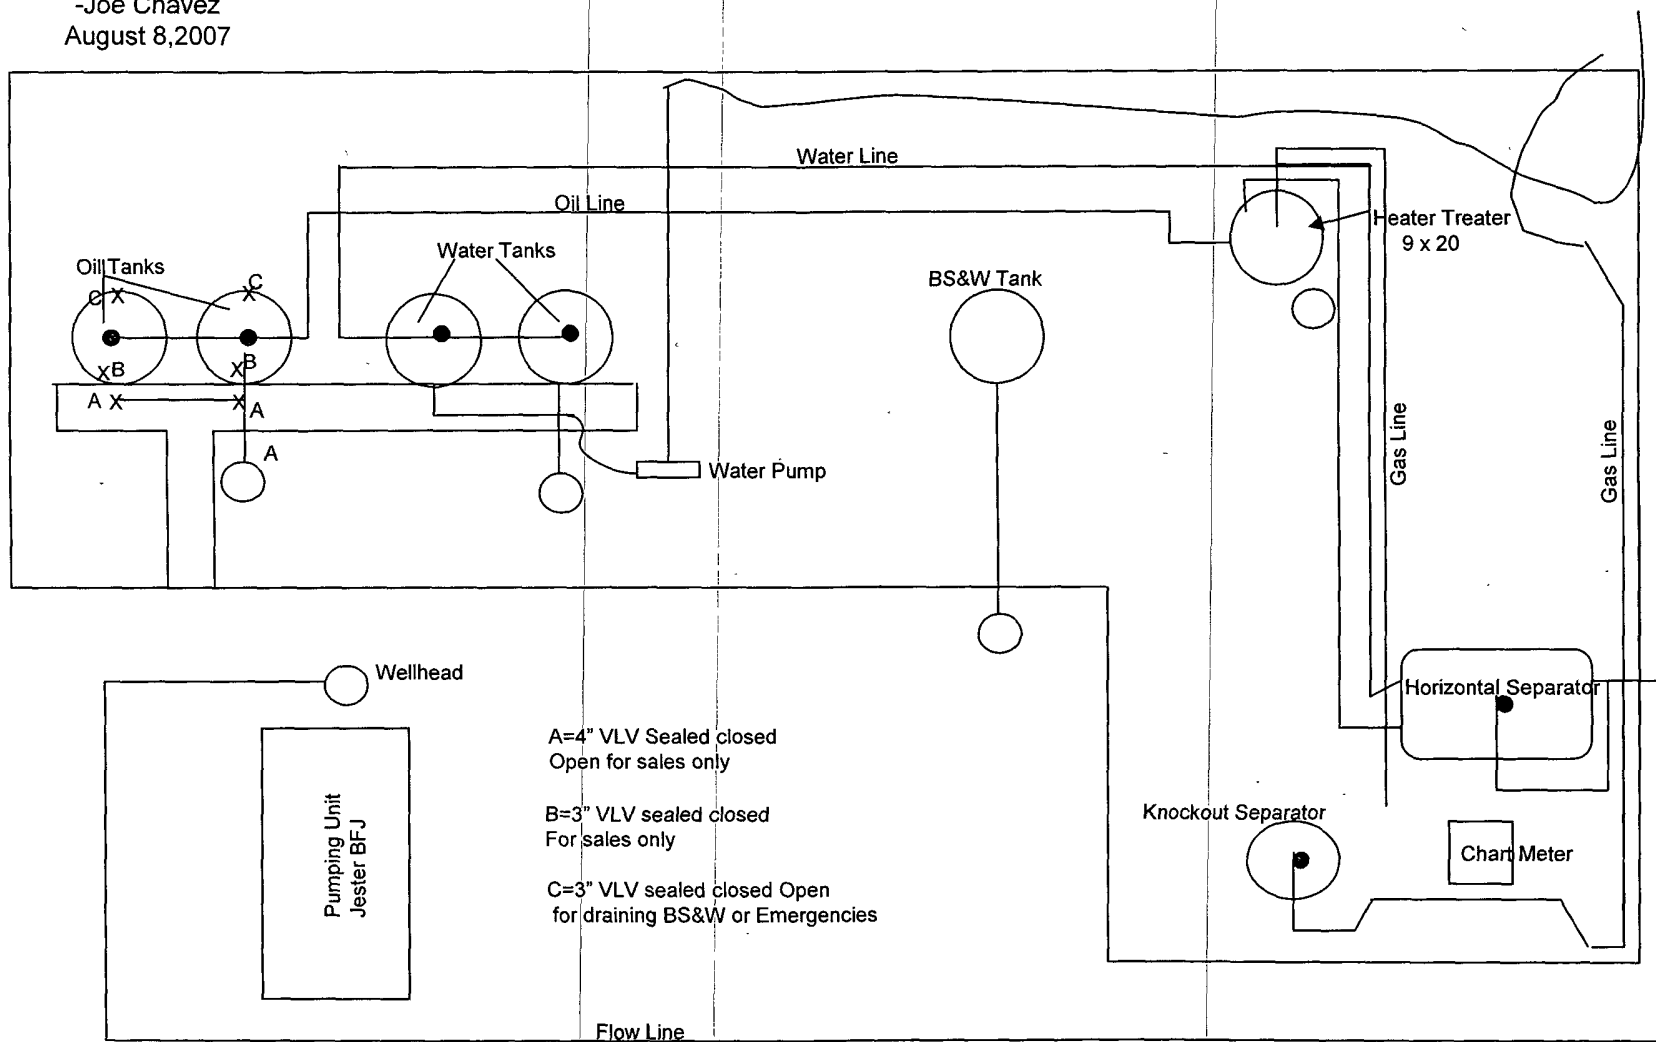 -Joe Chavez
August 8,2007
Water Line
Oil Line
Heater Treater
9 x 20
Water Tanks
Oil Tanks
BS&W Tank
C
C
B
B
A
A
A
Water Pump
Gas Line
Gas Line
Wellhead
Horizontal Separator
A=4" VLV Sealed closed
Open for sales only
B=3" VLV sealed closed
For sales only
C=3" VLV sealed closed Open
for draining BS&W or Emergencies
Pumping Unit
Jester BFJ
Knockout Separator
Chart Meter
Flow Line
X
X
X
X
X
X